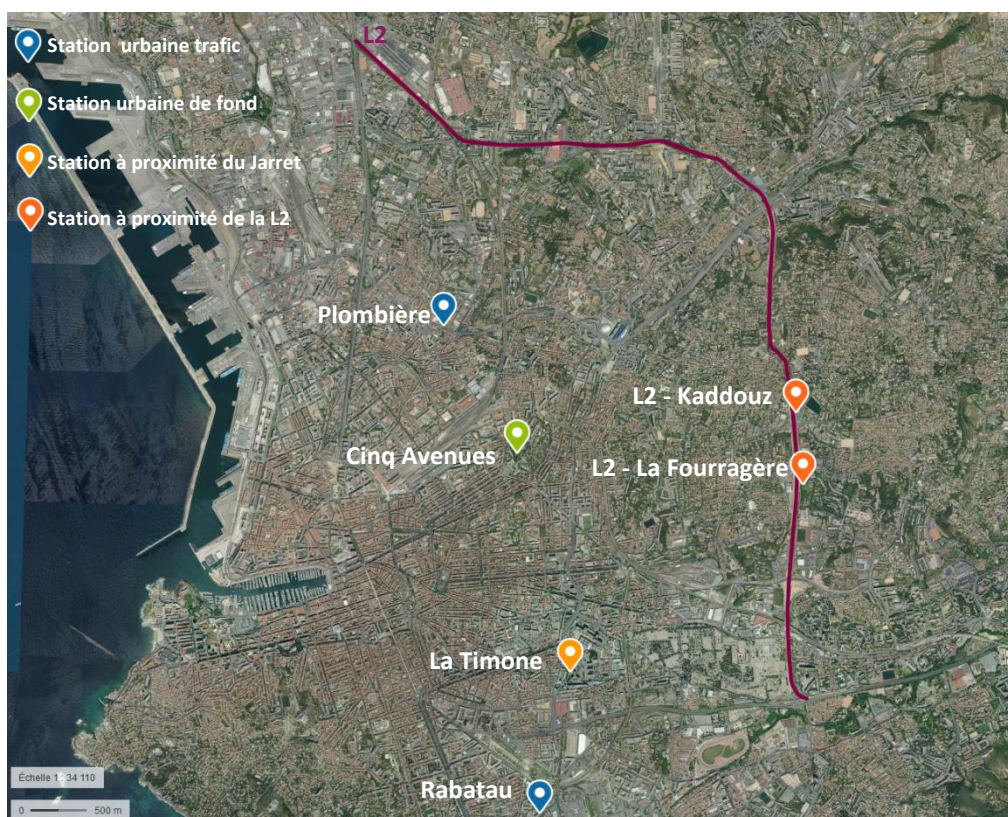 L2
Station urbaine trafic
Station urbaine de fond
Station à proximité du Jarret
Station à proximité de la L2
Plombière
L2 - Kaddouz
Cinq Avenues
L2 - La Fourragère
La Timone
Rabatau
Échelle 1 : 34 110
0 500 m